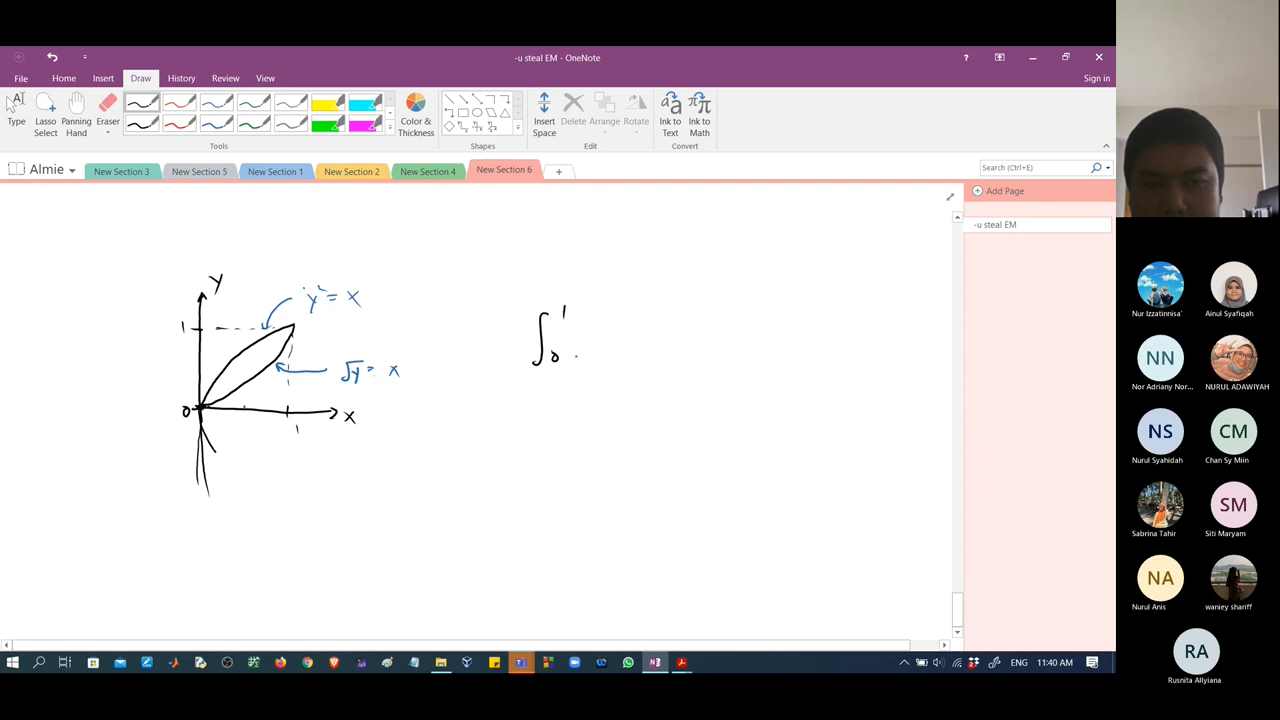 -u steal EM - OneNote
?
File
Home
Insert
Draw
History
Review
View
Sign in
Type
Lasso Select
Panning Hand
Eraser
Color & Thickness
Insert Space
Delete
Arrange
Rotate
Ink to Text
Ink to Math
Tools
Shapes
Edit
Convert
Almie
New Section 3
New Section 5
New Section 1
New Section 2
New Section 4
New Section 6
+
Search (Ctrl+E)
Add Page
-u steal EM
y
y² = x
1
√y = x
0
x
1
∫₀¹
Nur Izzatinnisa'
Ainul Syafiqah
NN
Nor Adriany Nor...
NURUL ADAWIYAH
NS
Nurul Syahidah
CM
Chan Sy Miin
Sabrina Tahir
SM
Siti Maryam
NA
Nurul Anis
waniey shariff
RA
Rusnita Allyiana
ENG
11:40 AM